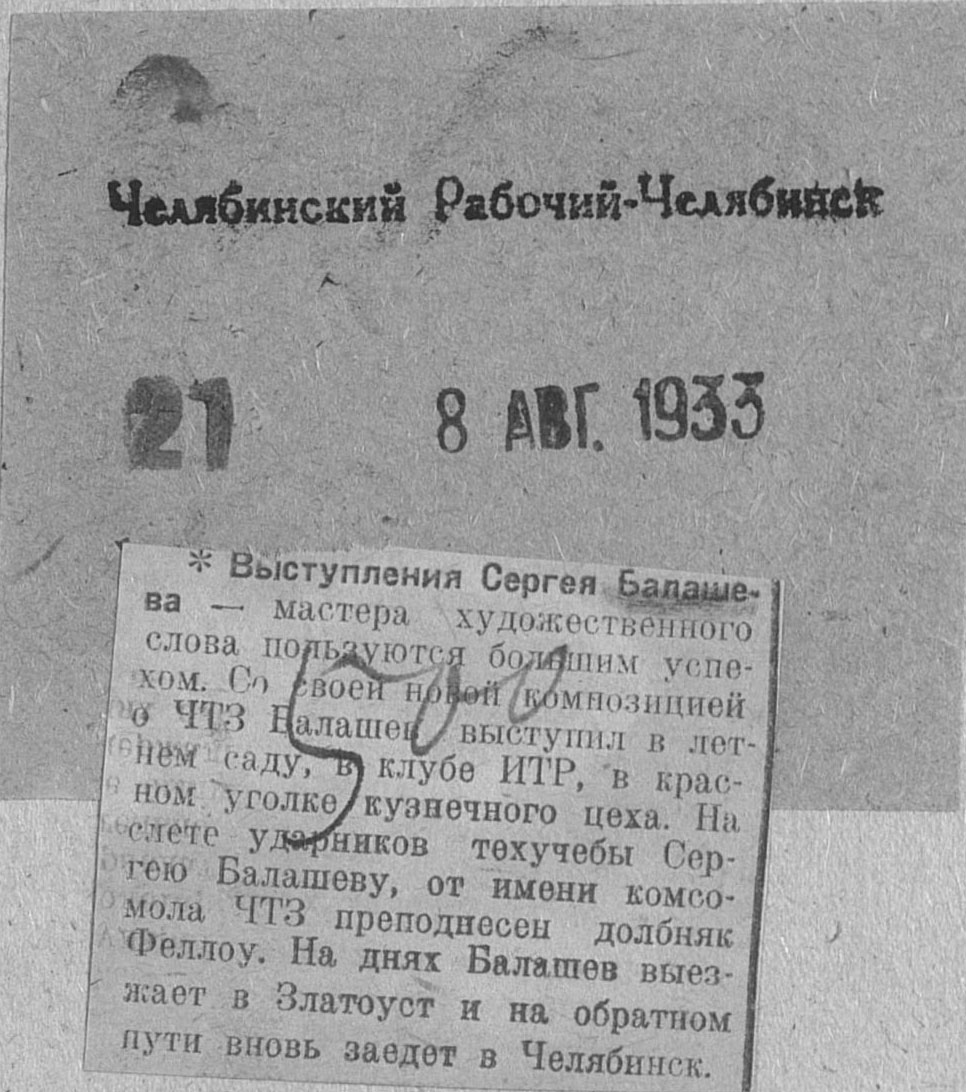 Челябинский Рабочий-Челябинск
21 8 АВГ. 1933
* Выступления Сергея Балаше-
ва — мастера художественного
слова пользуются большим успе-
хом. Со своей новой композицией
о ЧТЗ Балашев выступил в лет-
нем саду, в клубе ИТР, в крас-
ном уголке кузнечного цеха. На
слете ударников техучебы Сер-
гею Балашеву, от имени комсо-
мола ЧТЗ преподнесен долбняк
Феллоу. На днях Балашев выез-
жает в Златоуст и на обратном
пути вновь заедет в Челябинск.
500